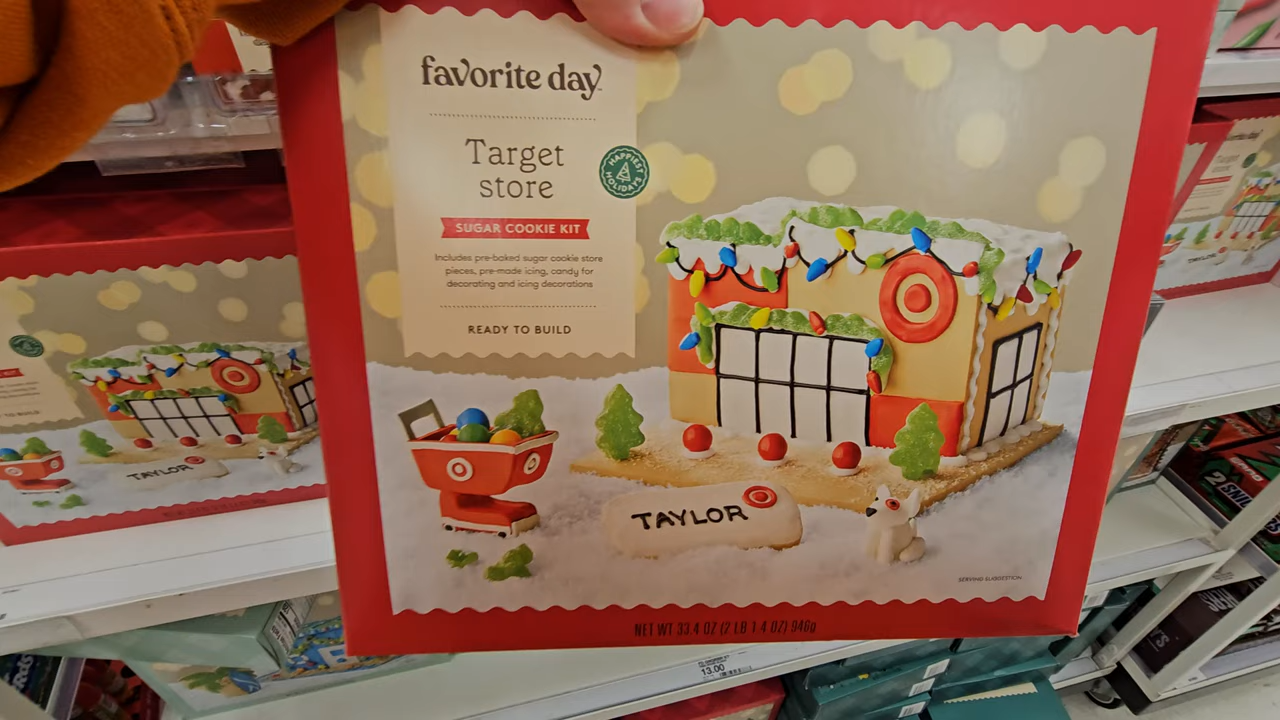 favorite day
Target
store
HAPPIEST
HOLIDAYS
SUGAR COOKIE KIT
Includes pre-baked sugar cookie store
pieces, pre-made icing, candy for
decorating and icing decorations
READY TO BUILD
TAYLOR
SERVING SUGGESTION
NET WT 33.4 OZ (2 LB 1.4 OZ) 946g
13.00
TAYLOR